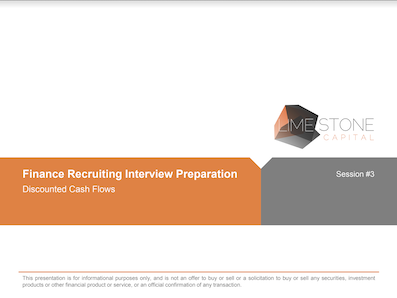 LIMESTONE
CAPITAL
Finance Recruiting Interview Preparation
Session #3
Discounted Cash Flows
This presentation is for informational purposes only, and is not an offer to buy or sell or a solicitation to buy or sell any securities, investment
products or other financial product or service, or an official confirmation of any transaction.